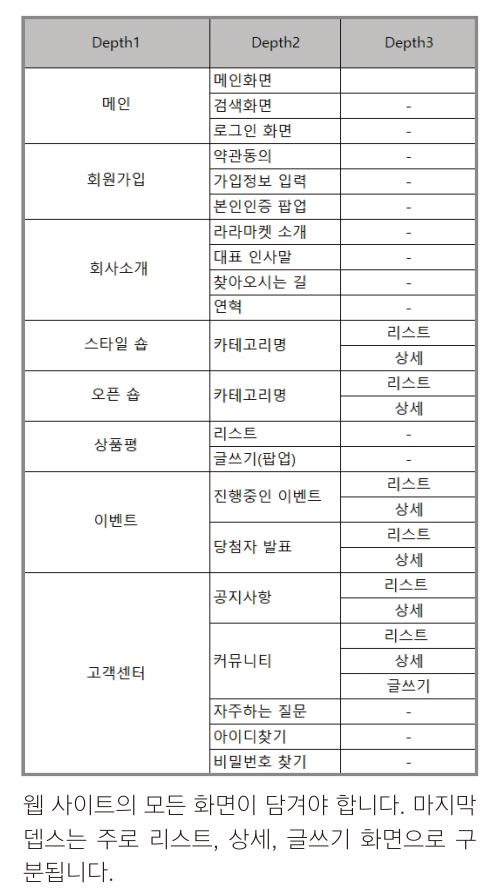 Depth1 Depth2 Depth3
메인 메인화면
검색화면 -
로그인 화면 -
회원가입 약관동의 -
가입정보 입력 -
본인인증 팝업 -
회사소개 라라마켓 소개 -
대표 인사말 -
찾아오시는 길 -
연혁 -
스타일 숍 카테고리명 리스트
상세
오픈 숍 카테고리명 리스트
상세
상품평 리스트 -
글쓰기(팝업) -
이벤트 진행중인 이벤트 리스트
상세
당첨자 발표 리스트
상세
고객센터 공지사항 리스트
상세
커뮤니티 리스트
상세
글쓰기
자주하는 질문 -
아이디찾기 -
비밀번호 찾기 -
웹 사이트의 모든 화면이 담겨야 합니다. 마지막
뎁스는 주로 리스트, 상세, 글쓰기 화면으로 구
분됩니다.